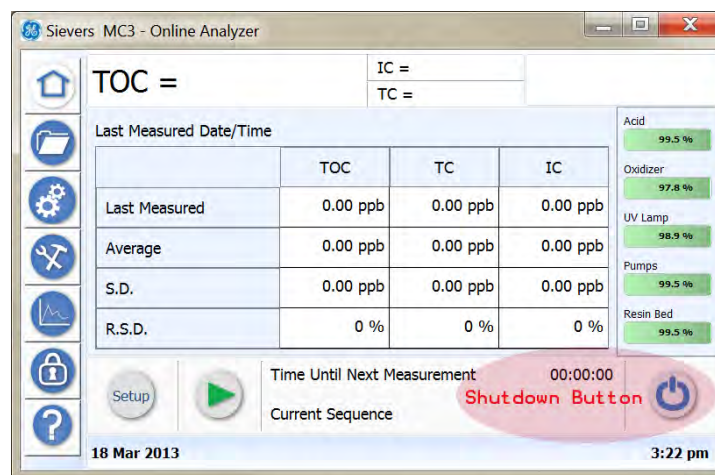 Sievers MC3 - Online Analyzer
TOC =
IC =
TC =
Last Measured Date/Time
TOC TC IC
Last Measured 0.00 ppb 0.00 ppb 0.00 ppb
Average 0.00 ppb 0.00 ppb 0.00 ppb
S.D. 0.00 ppb 0.00 ppb 0.00 ppb
R.S.D. 0 % 0 % 0 %
Acid
99.5 %
Oxidizer
97.8 %
UV Lamp
98.9 %
Pumps
99.5 %
Resin Bed
99.5 %
Setup
Time Until Next Measurement 00:00:00
Shutdown Button
Current Sequence
18 Mar 2013 3:22 pm